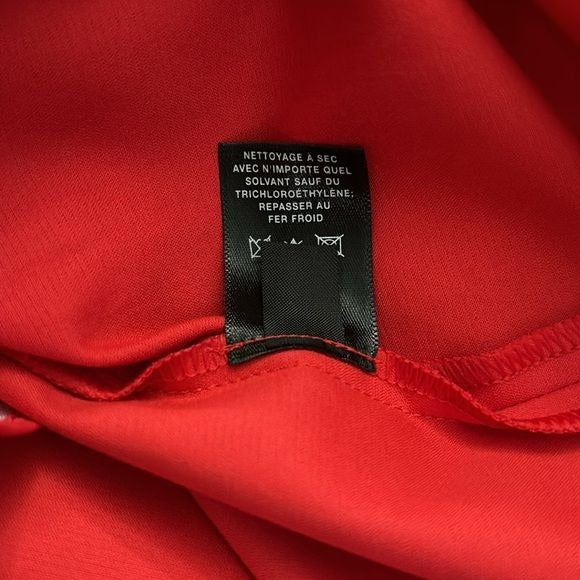 NETTOYAGE A SEC
AVEC N'IMPORTE QUEL
SOLVANT SAUF DU
TRICHLOROÉTHYLÈNE;
REPASSER AU
FER FROID